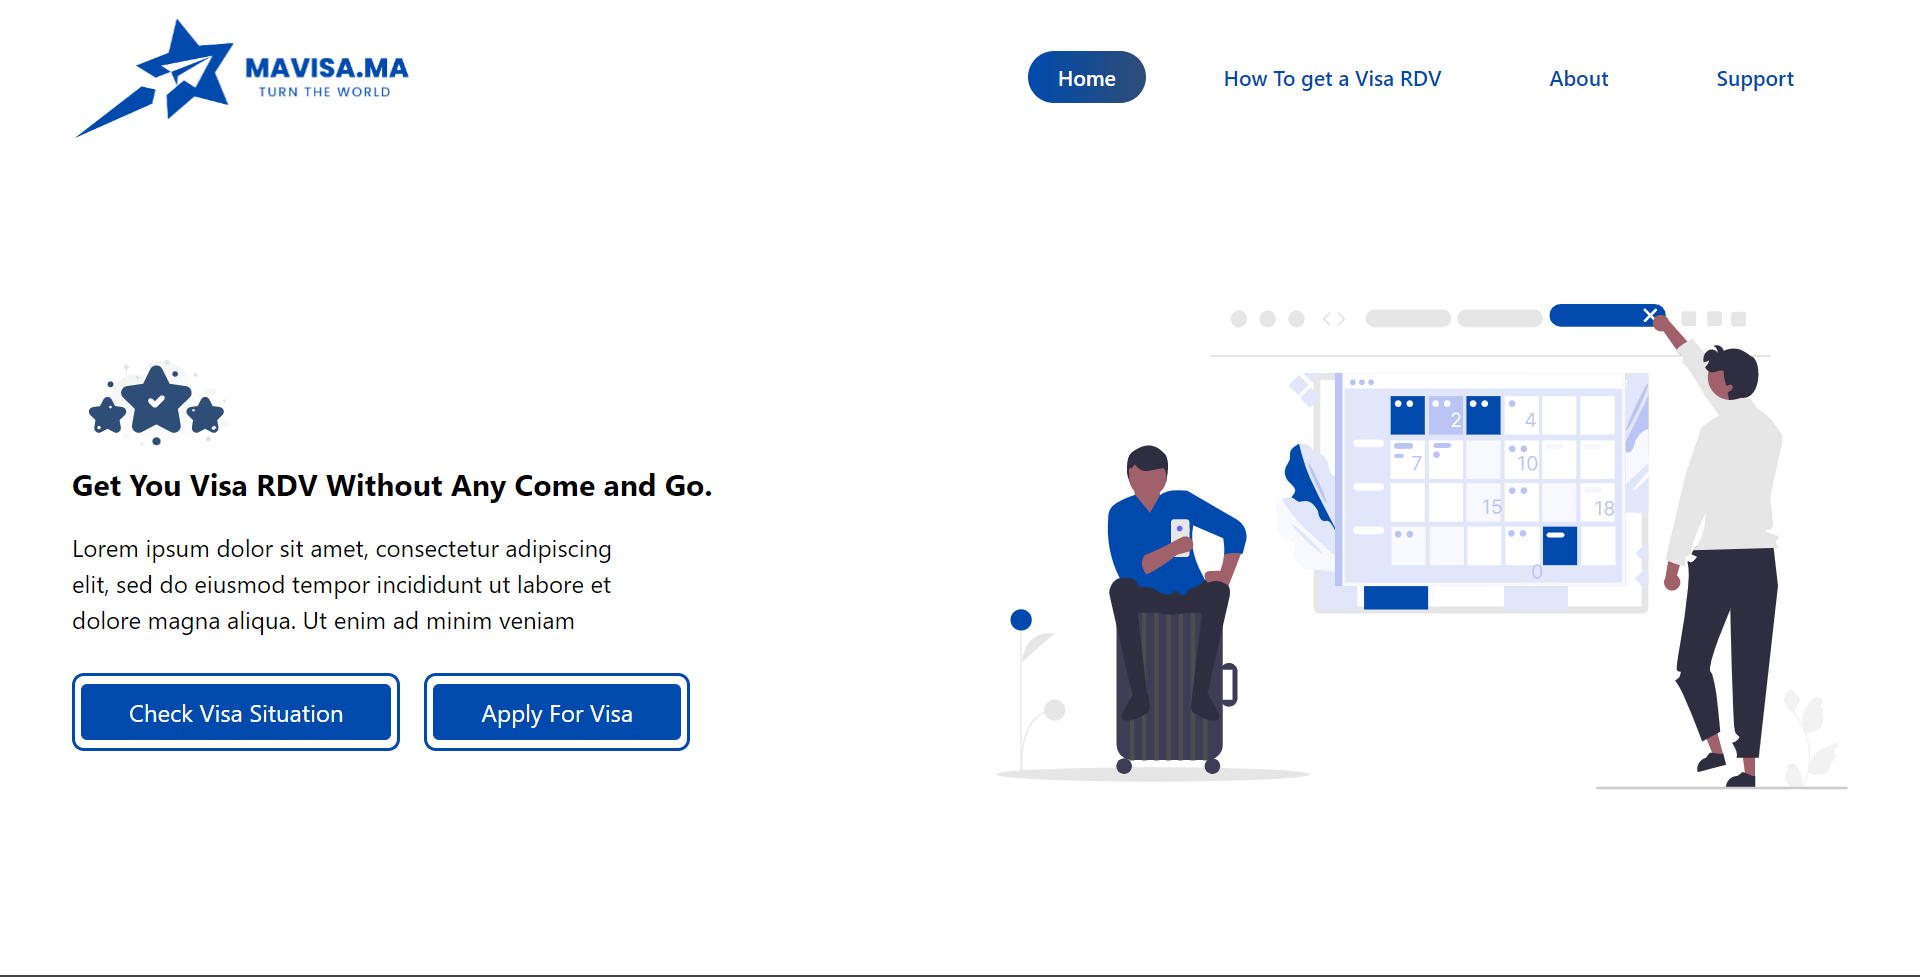 MAVISA.MA
TURN THE WORLD
Home
How To get a Visa RDV
About
Support
Get You Visa RDV Without Any Come and Go.
Lorem ipsum dolor sit amet, consectetur adipiscing
elit, sed do eiusmod tempor incididunt ut labore et
dolore magna aliqua. Ut enim ad minim veniam
Check Visa Situation
Apply For Visa
2
4
7
10
15
18
0